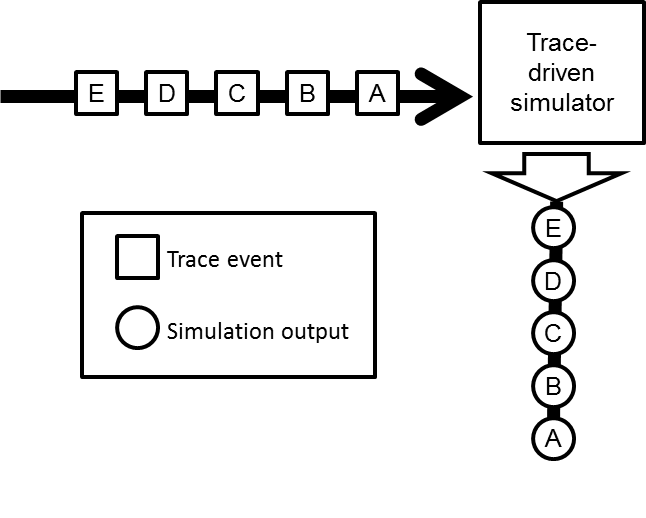 E D C B A
Trace-
driven
simulator
E
D
C
B
A
Trace event
Simulation output